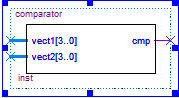 comparator
vect1[3..0] cmp
vect2[3..0]
inst